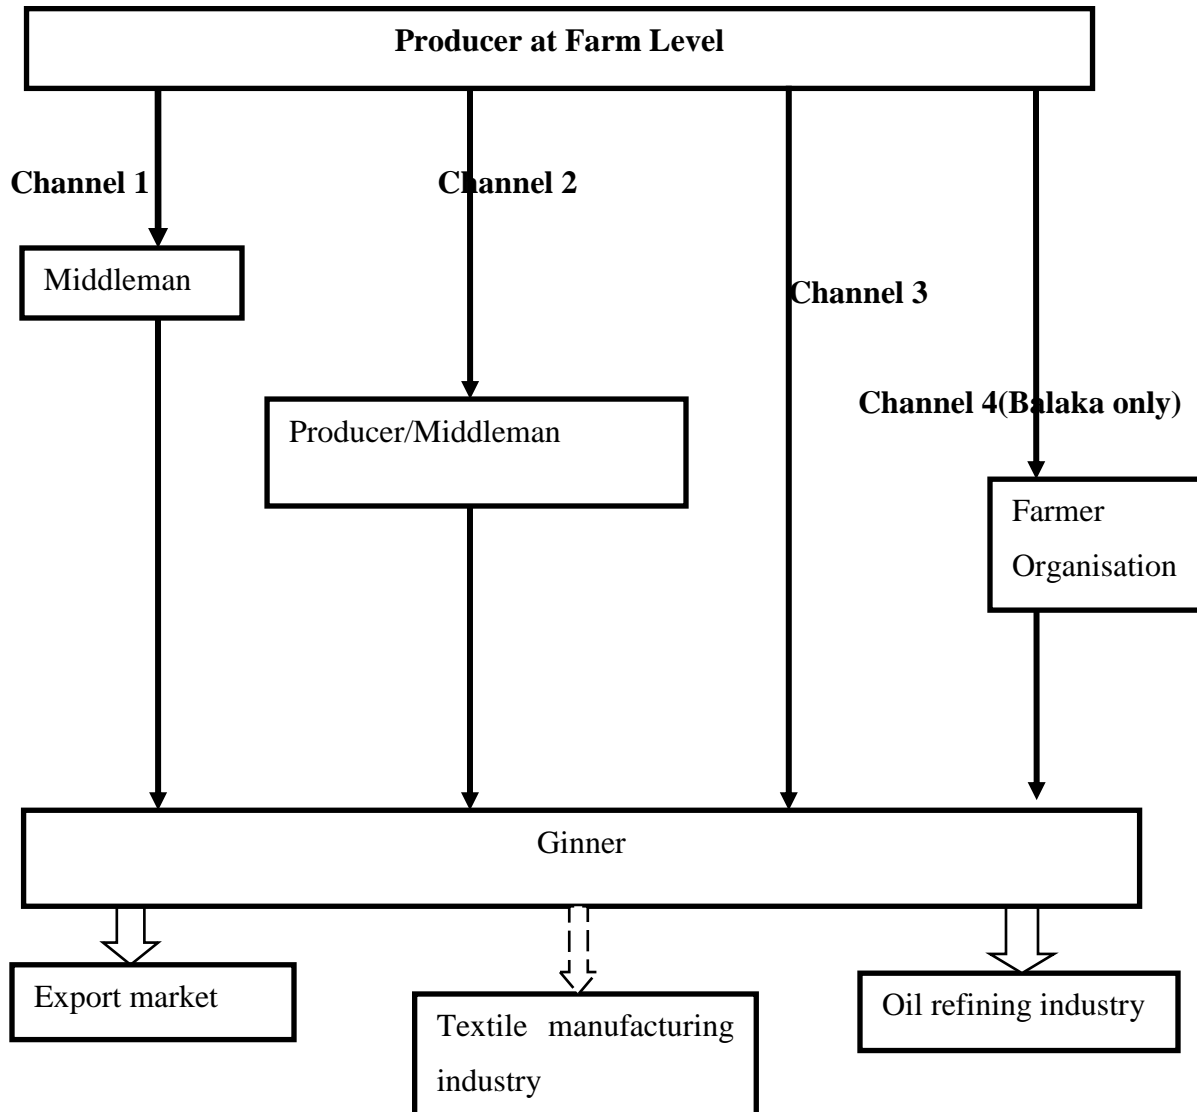 Producer at Farm Level
Channel 1
Channel 2
Middleman
Channel 3
Channel 4(Balaka only)
Producer/Middleman
Farmer
Organisation
Ginner
Export market
Textile manufacturing
industry
Oil refining industry